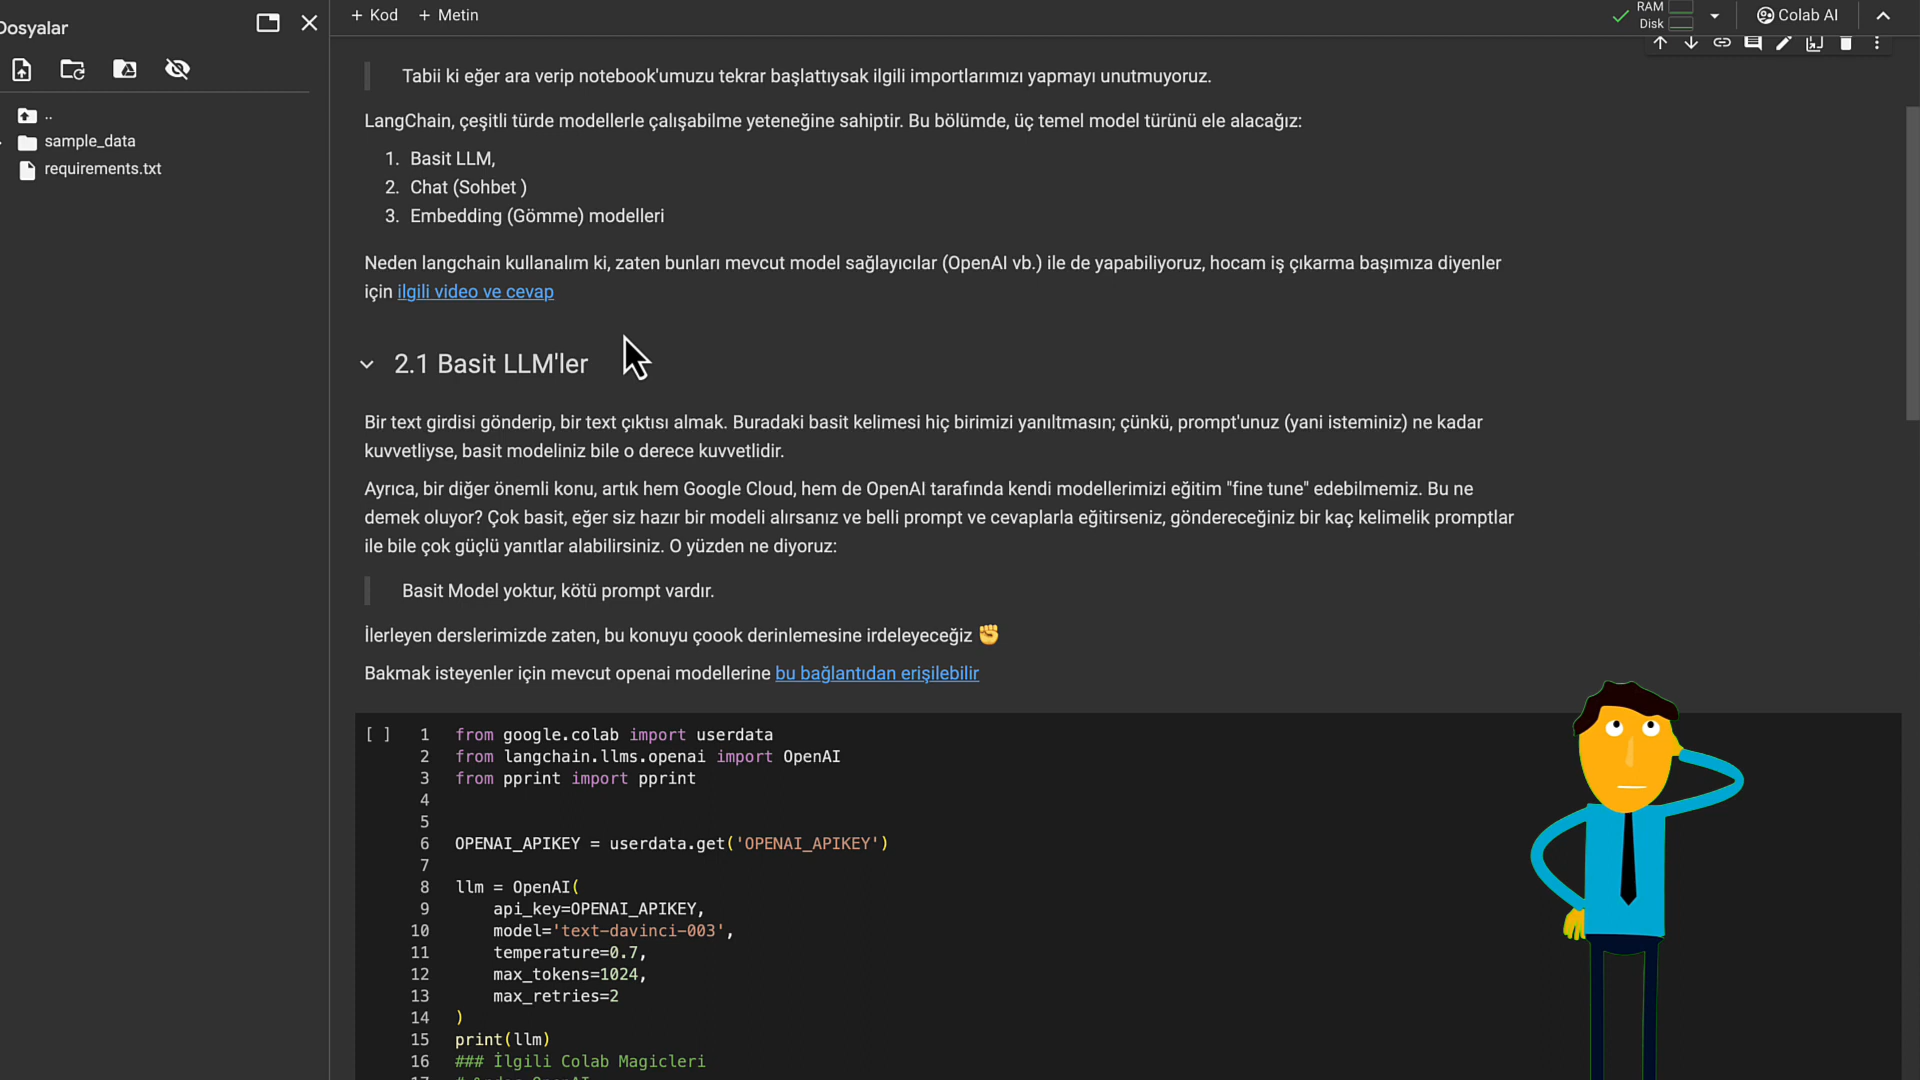 Dosyalar
+ Kod + Metin
RAM
Disk
Colab AI
..
sample_data
requirements.txt
Tabii ki eğer ara verip notebook'umuzu tekrar başlattıysak ilgili importlarımızı yapmayı unutmuyoruz.
LangChain, çeşitli türde modellerle çalışabilme yeteneğine sahiptir. Bu bölümde, üç temel model türünü ele alacağız:
1. Basit LLM,
2. Chat (Sohbet )
3. Embedding (Gömme) modelleri
Neden langchain kullanalım ki, zaten bunları mevcut model sağlayıcılar (OpenAI vb.) ile de yapabiliyoruz, hocam iş çıkarma başımıza diyenler
için ilgili video ve cevap
2.1 Basit LLM'ler
Bir text girdisi gönderip, bir text çıktısı almak. Buradaki basit kelimesi hiç birimizi yanıltmasın; çünkü, prompt'unuz (yani isteminiz) ne kadar
kuvvetliyse, basit modeliniz bile o derece kuvvetlidir.
Ayrıca, bir diğer önemli konu, artık hem Google Cloud, hem de OpenAI tarafında kendi modellerimizi eğitim "fine tune" edebilmemiz. Bu ne
demek oluyor? Çok basit, eğer siz hazır bir modeli alırsanız ve belli prompt ve cevaplarla eğitirseniz, göndereceğiniz bir kaç kelimelik promptlar
ile bile çok güçlü yanıtlar alabilirsiniz. O yüzden ne diyoruz:
Basit Model yoktur, kötü prompt vardır.
İlerleyen derslerimizde zaten, bu konuyu çoook derinlemesine irdeleyeceğiz ✊
Bakmak isteyenler için mevcut openai modellerine bu bağlantıdan erişilebilir
[ ] 1 from google.colab import userdata
2 from langchain.llms.openai import OpenAI
3 from pprint import pprint
4
5
6 OPENAI_APIKEY = userdata.get('OPENAI_APIKEY')
7
8 llm = OpenAI(
9 api_key=OPENAI_APIKEY,
10 model='text-davinci-003',
11 temperature=0.7,
12 max_tokens=1024,
13 max_retries=2
14 )
15 print(llm)
16 ### İlgili Colab Magicleri